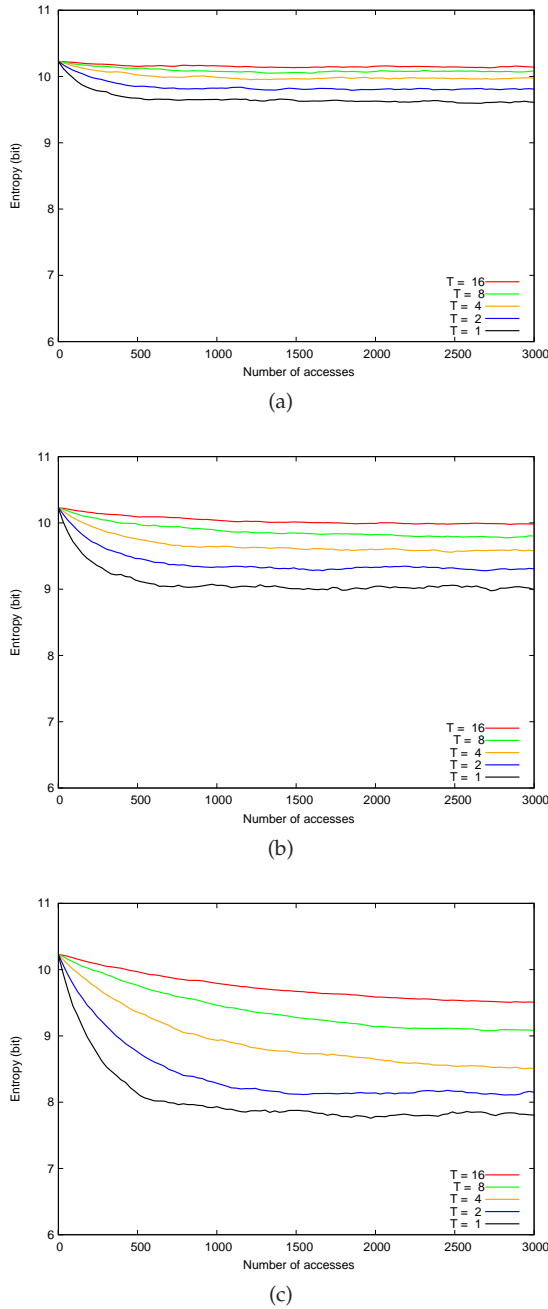 11
10
9
8
7
6
Entropy (bit)
T = 16
T = 8
T = 4
T = 2
T = 1
0 500 1000 1500 2000 2500 3000
Number of accesses
(a)
11
10
9
8
7
6
Entropy (bit)
T = 16
T = 8
T = 4
T = 2
T = 1
0 500 1000 1500 2000 2500 3000
Number of accesses
(b)
11
10
9
8
7
6
Entropy (bit)
T = 16
T = 8
T = 4
T = 2
T = 1
0 500 1000 1500 2000 2500 3000
Number of accesses
(c)